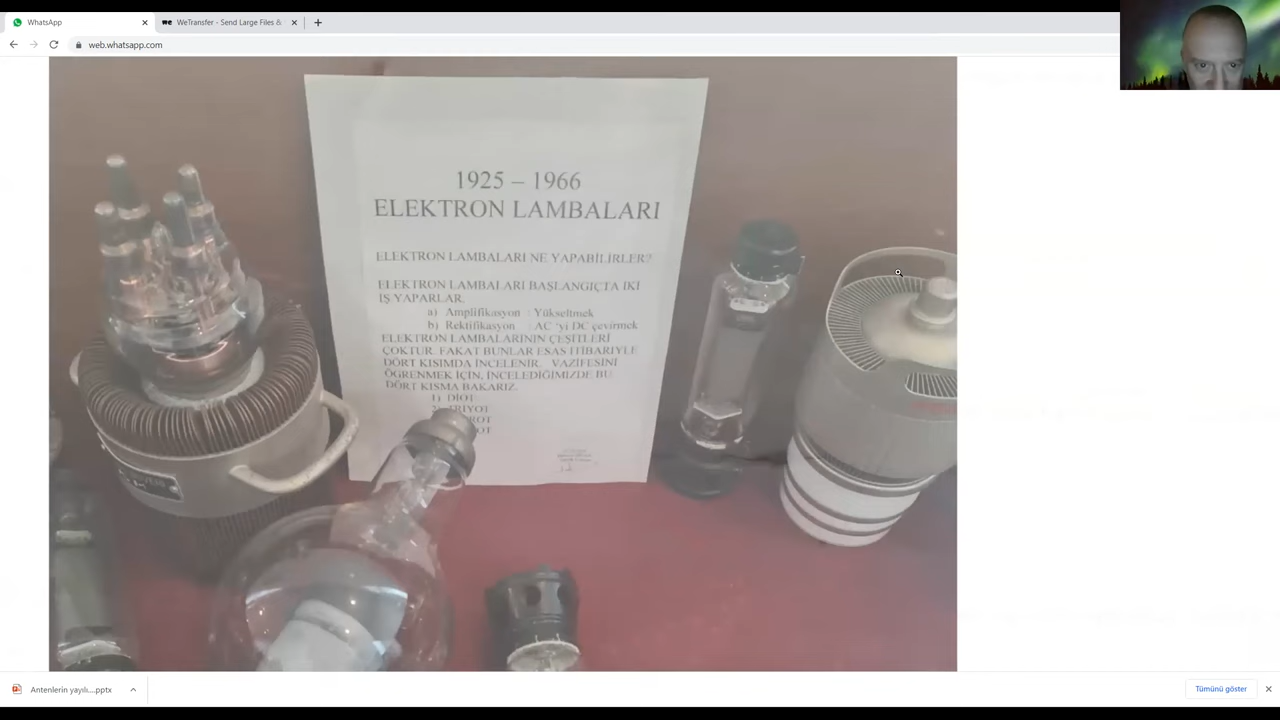 WhatsApp
WeTransfer - Send Large Files &
web.whatsapp.com
1925 – 1966
ELEKTRON LAMBALARI
ELEKTRON LAMBALARI NE YAPABİLİRLER?
ELEKTRON LAMBALARI BAŞLANGIÇTA İKİ
İŞ YAPARLAR.
a) Amplifikasyon : Yükseltmek
b) Rektifikasyon : AC 'yi DC çevirmek
ELEKTRON LAMBALARININ ÇEŞİTLERİ
ÇOKTUR. FAKAT BUNLAR ESAS İTİBARIYLE
DÖRT KISIMDA İNCELENİR. VAZİFESİNİ
ÖĞRENMEK İÇİN, İNCELEDİĞİMİZDE BU
DÖRT KISMA BAKARIZ.
1) DİOT
TRİYOT
Antenlerin yayılı....pptx
Tümünü göster